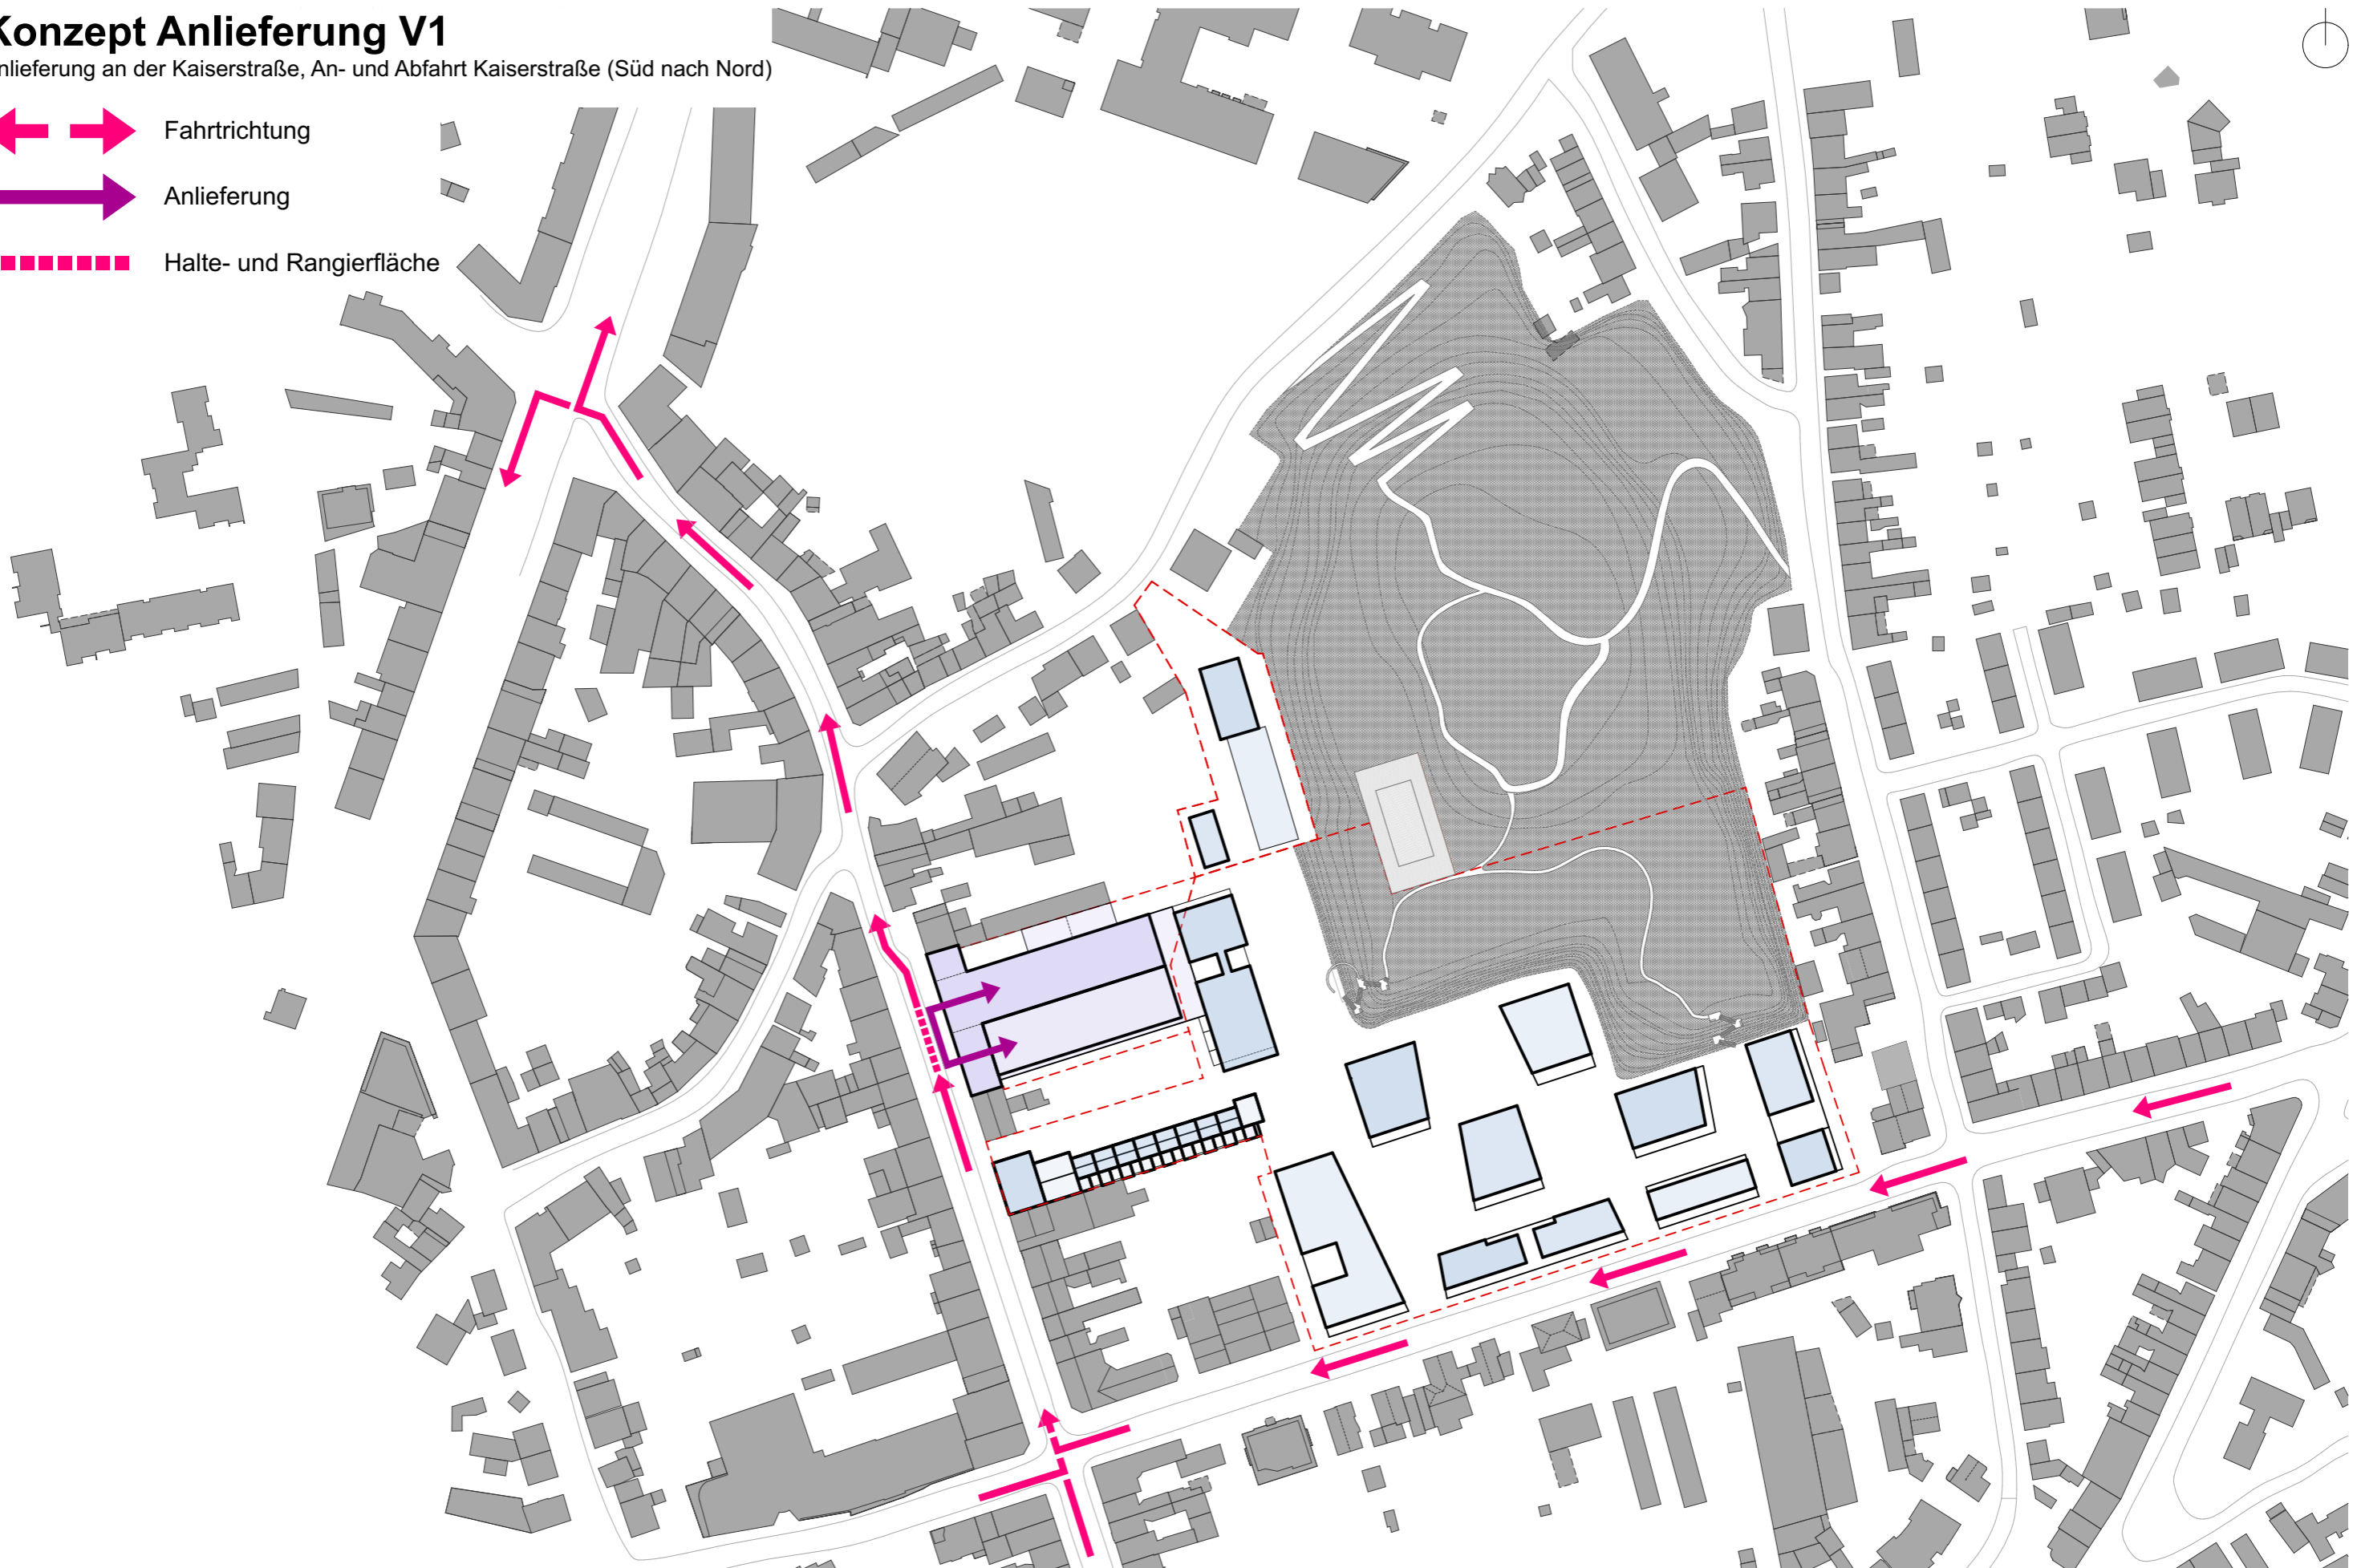 Konzept Anlieferung V1
nlieferung an der Kaiserstraße, An- und Abfahrt Kaiserstraße (Süd nach Nord)
Fahrtrichtung
Anlieferung
Halte- und Rangierfläche